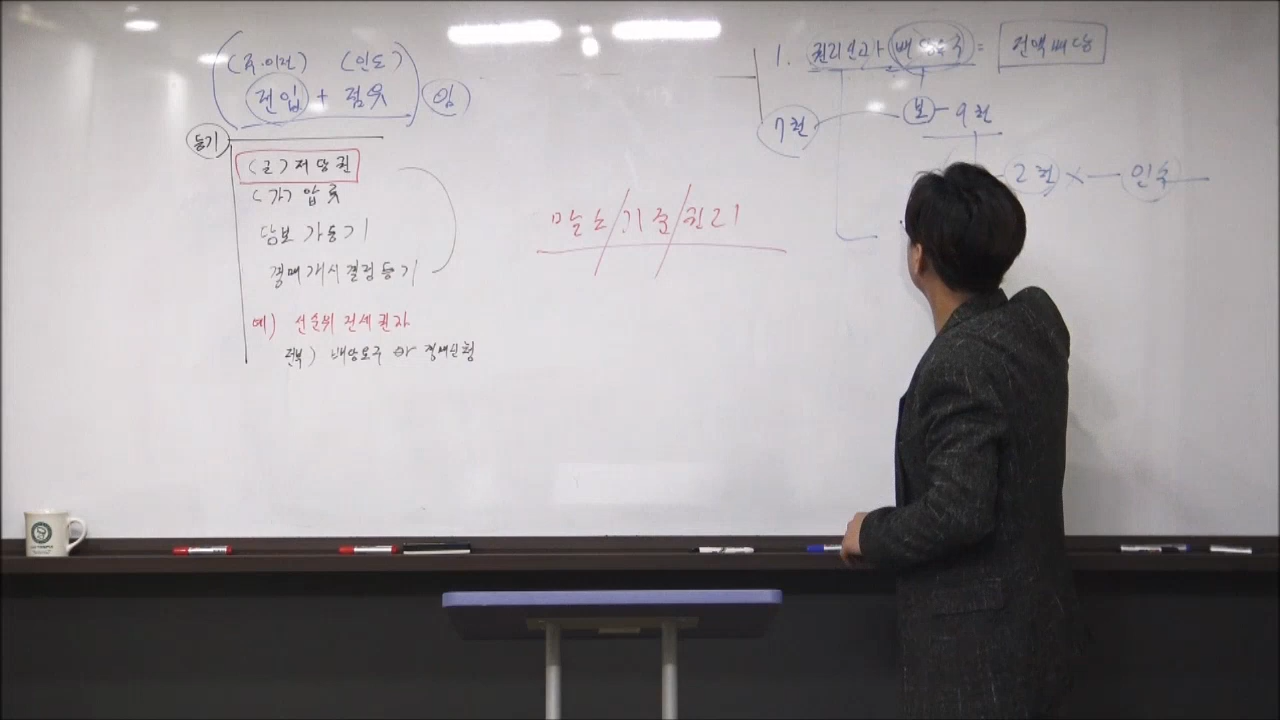 (주.이전) (인도)
전입 + 점유 임
등기
(근)저당권
(가)압류
담보 가등기
경매개시결정등기
예) 선순위 전세권자
전부) 배당요구 or 경매신청
말소/기준/권리
1. 권리신고와 배당요구 = 전액배당
7천
보 - 9천
2천 X - 인수